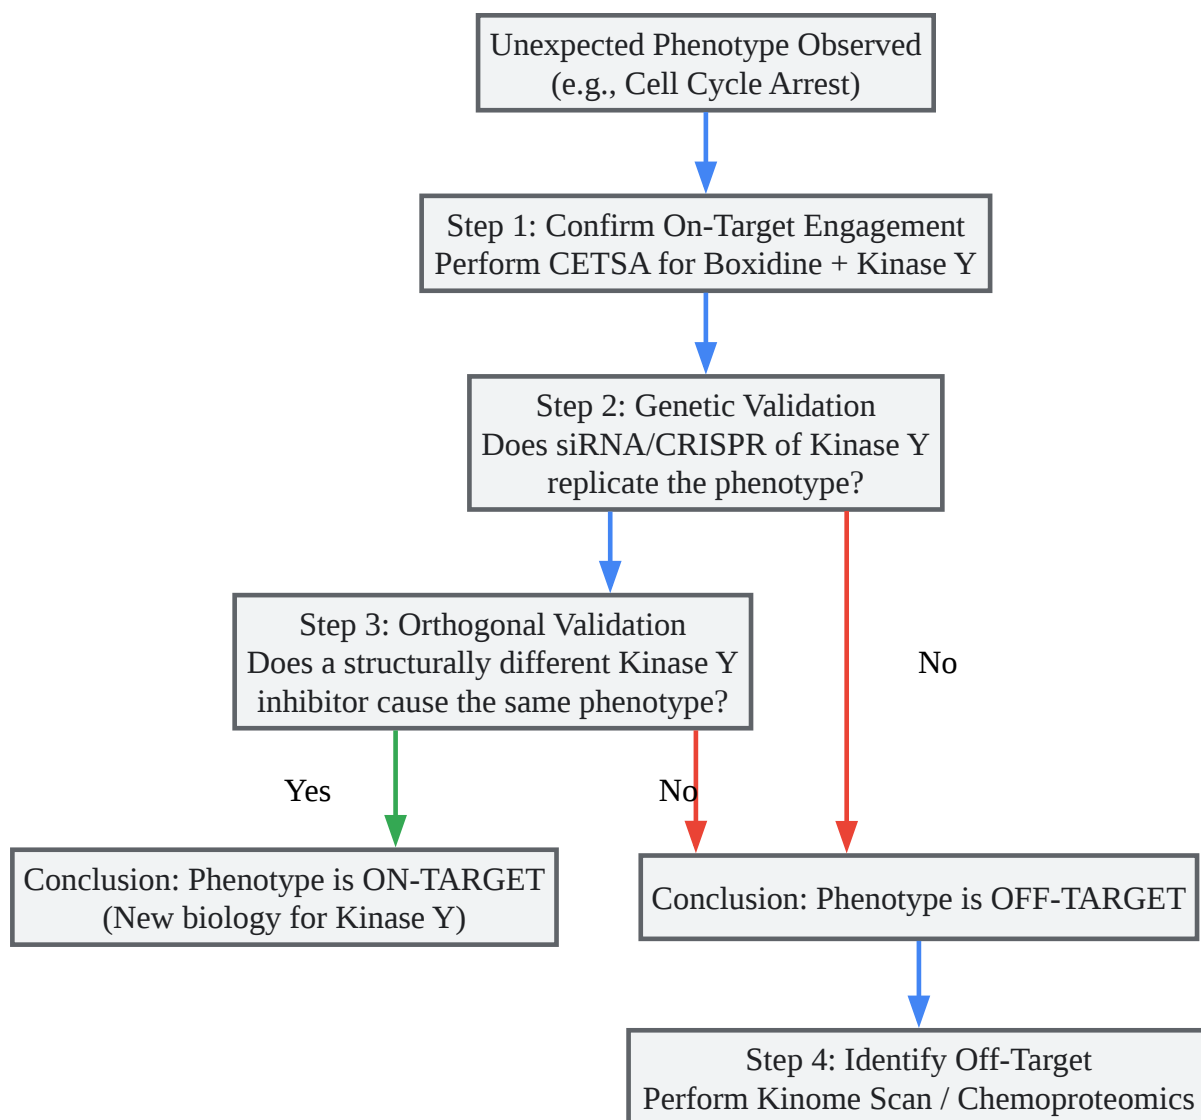 Unexpected Phenotype Observed
(e.g., Cell Cycle Arrest)
Step 1: Confirm On-Target Engagement
Perform CETSA for Boxidine + Kinase Y
Step 2: Genetic Validation
Does siRNA/CRISPR of Kinase Y
replicate the phenotype?
Step 3: Orthogonal Validation
Does a structurally different Kinase Y
inhibitor cause the same phenotype?
No
Yes
No
Conclusion: Phenotype is ON-TARGET
(New biology for Kinase Y)
Conclusion: Phenotype is OFF-TARGET
Step 4: Identify Off-Target
Perform Kinome Scan / Chemoproteomics